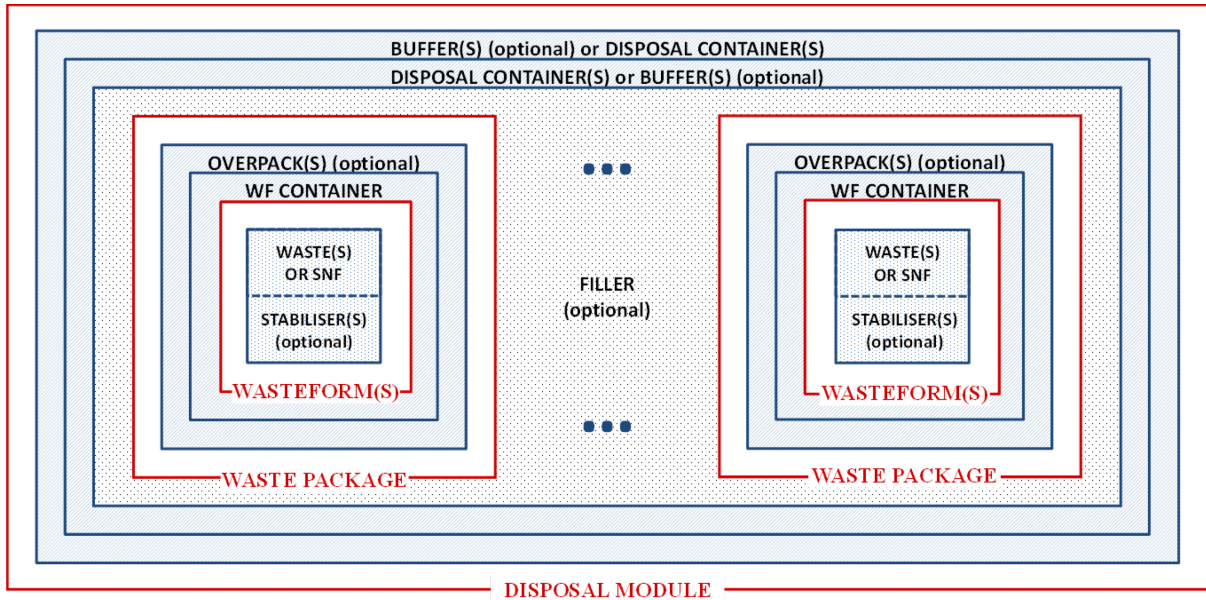 BUFFER(S) (optional) or DISPOSAL CONTAINER(S)
DISPOSAL CONTAINER(S) or BUFFER(S) (optional)
OVERPACK(S) (optional)
WF CONTAINER
WASTE(S)
OR SNF
STABILISER(S)
(optional)
WASTEFORM(S)
WASTE PACKAGE
FILLER
(optional)
OVERPACK(S) (optional)
WF CONTAINER
WASTE(S)
OR SNF
STABILISER(S)
(optional)
WASTEFORM(S)
WASTE PACKAGE
DISPOSAL MODULE